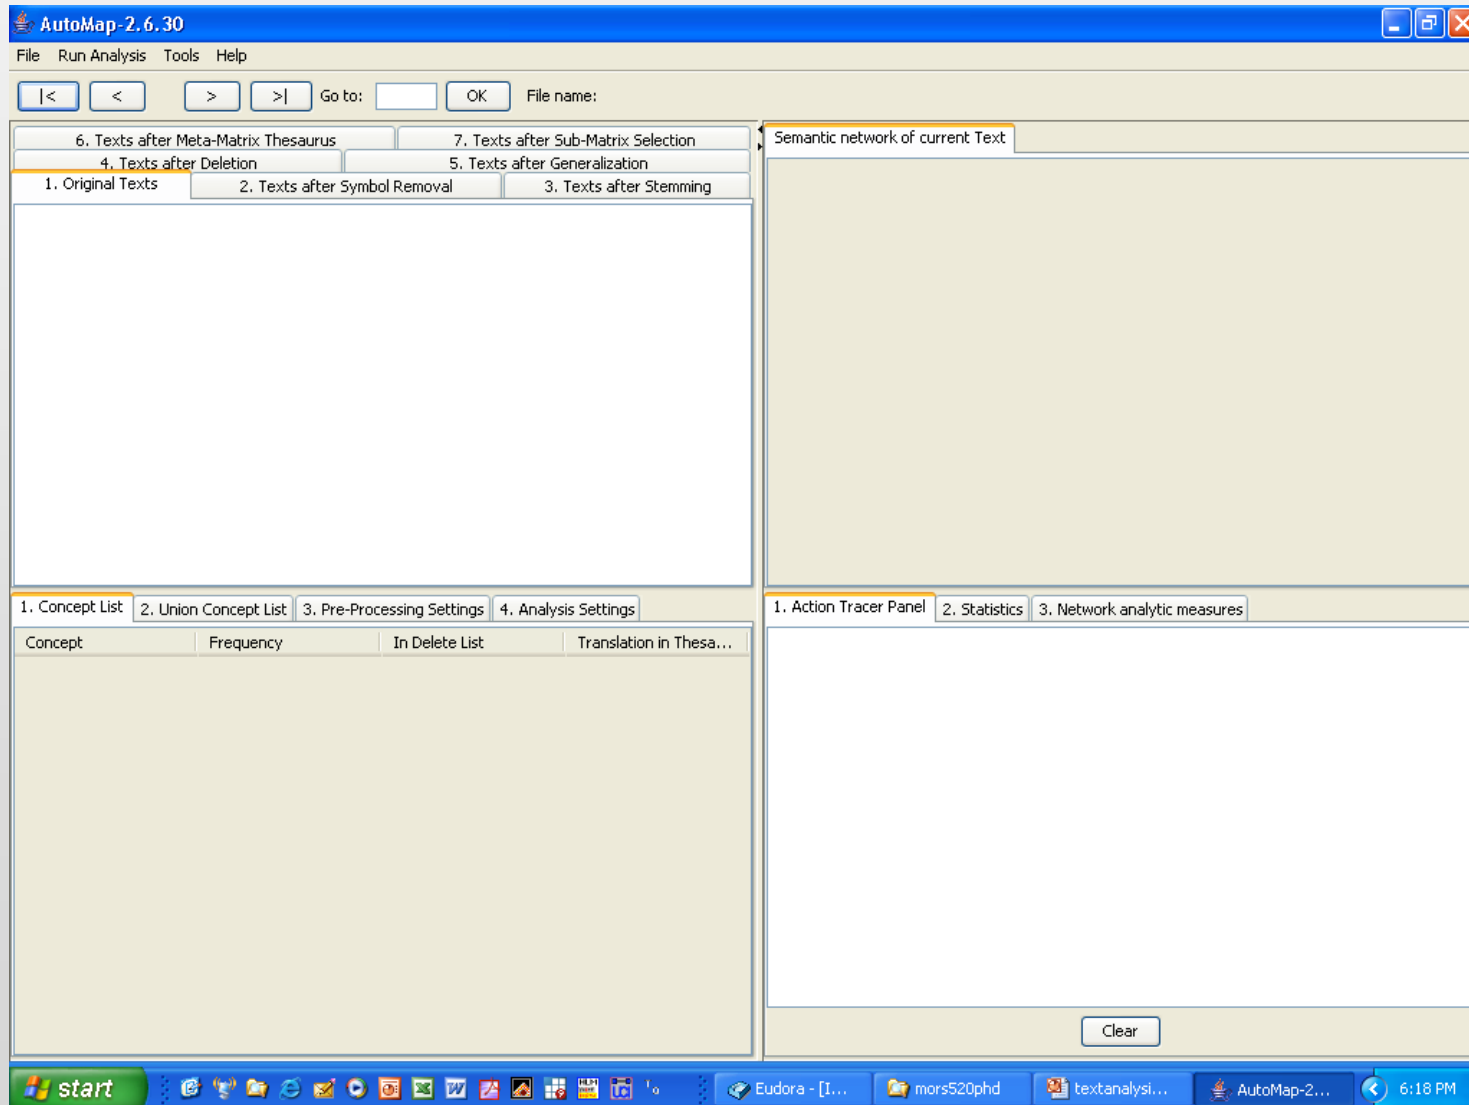 AutoMap-2.6.30
File Run Analysis Tools Help
|< < > >| Go to: OK File name:
6. Texts after Meta-Matrix Thesaurus 7. Texts after Sub-Matrix Selection
4. Texts after Deletion 5. Texts after Generalization
1. Original Texts 2. Texts after Symbol Removal 3. Texts after Stemming
Semantic network of current Text
1. Concept List 2. Union Concept List 3. Pre-Processing Settings 4. Analysis Settings
Concept Frequency In Delete List Translation in Thesa...
1. Action Tracer Panel 2. Statistics 3. Network analytic measures
Clear
start Eudora - [I... mors520phd textanalysi... AutoMap-2... 6:18 PM